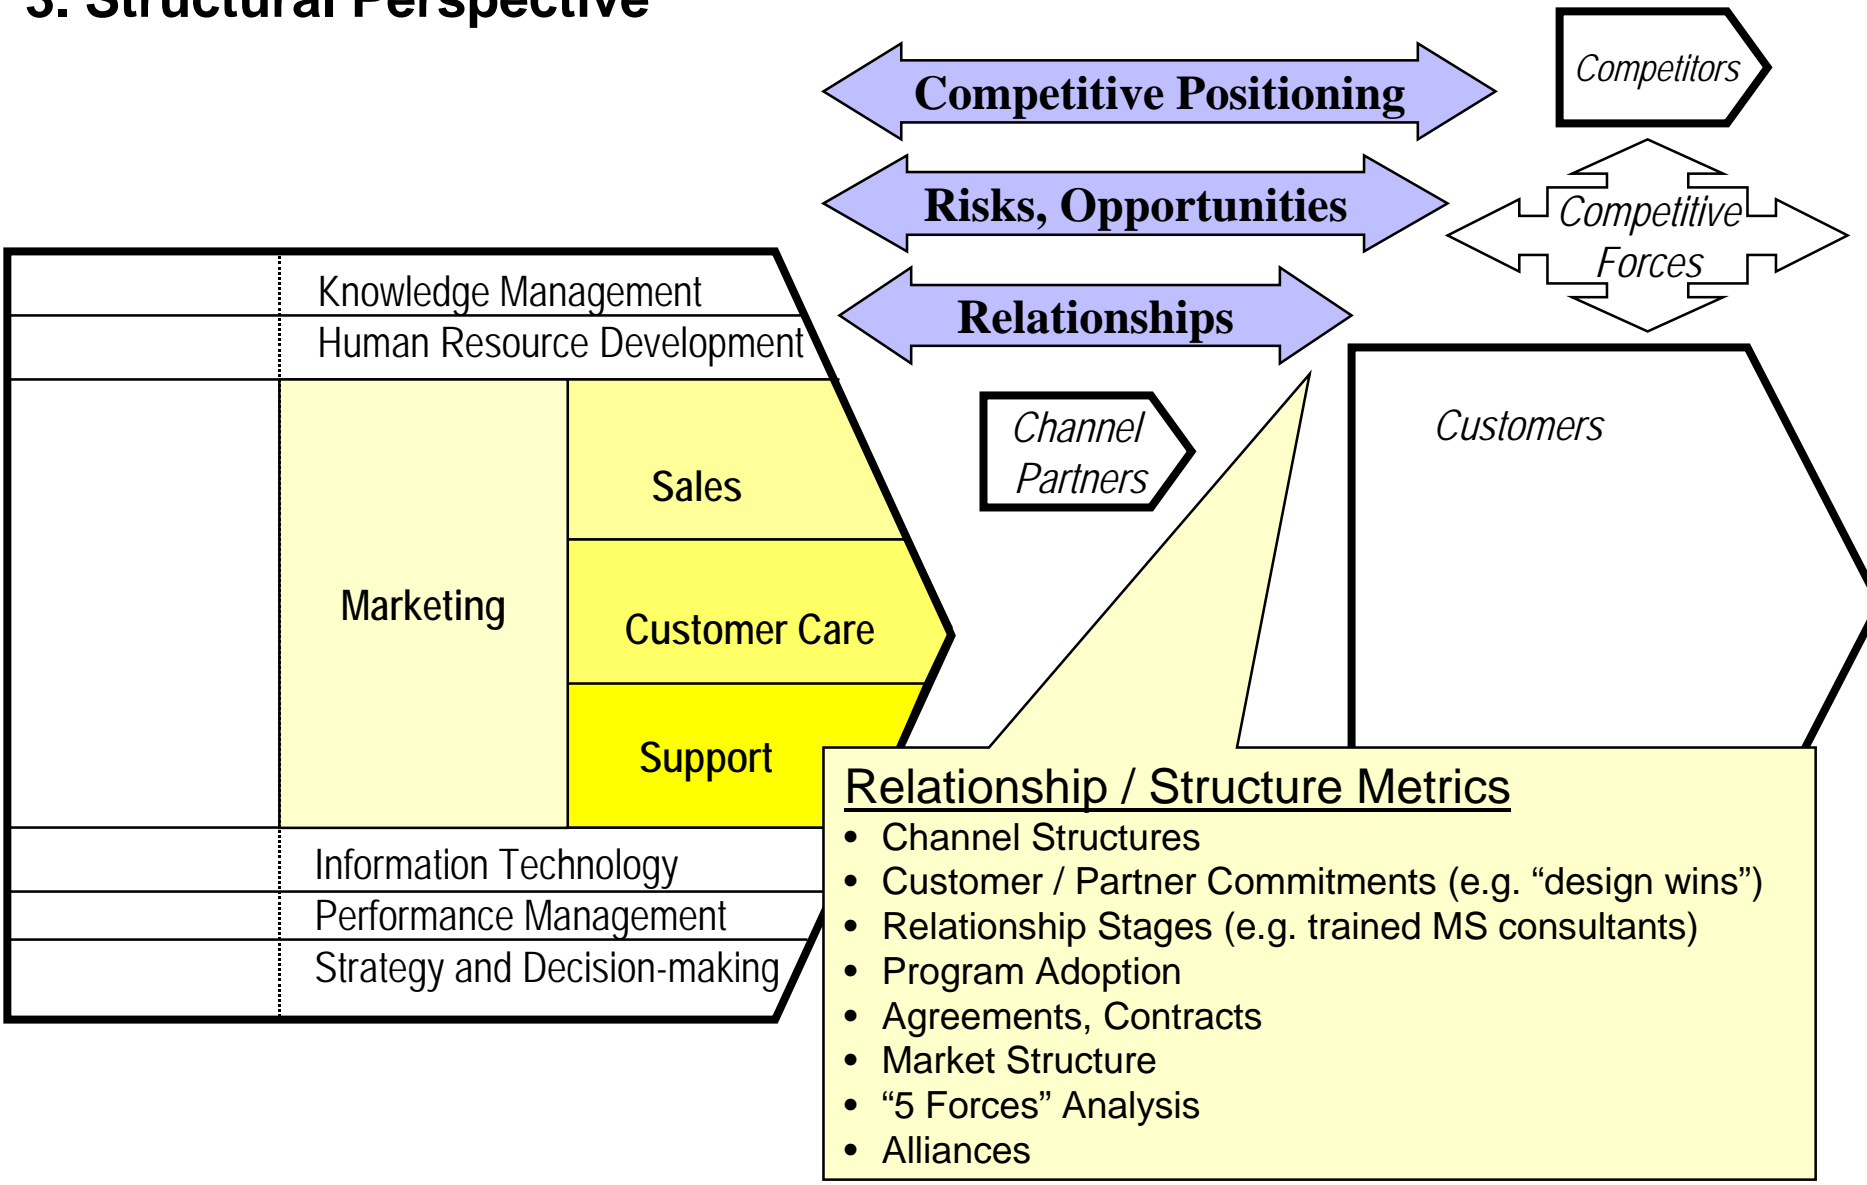 3. Structural Perspective
Competitors
Competitive Positioning
Risks, Opportunities
Competitive
Forces
Relationships
Knowledge Management
Human Resource Development
Channel
Partners
Customers
Sales
Marketing
Customer Care
Support
Information Technology
Performance Management
Strategy and Decision-making
Relationship / Structure Metrics
• Channel Structures
• Customer / Partner Commitments (e.g. “design wins”)
• Relationship Stages (e.g. trained MS consultants)
• Program Adoption
• Agreements, Contracts
• Market Structure
• “5 Forces” Analysis
• Alliances